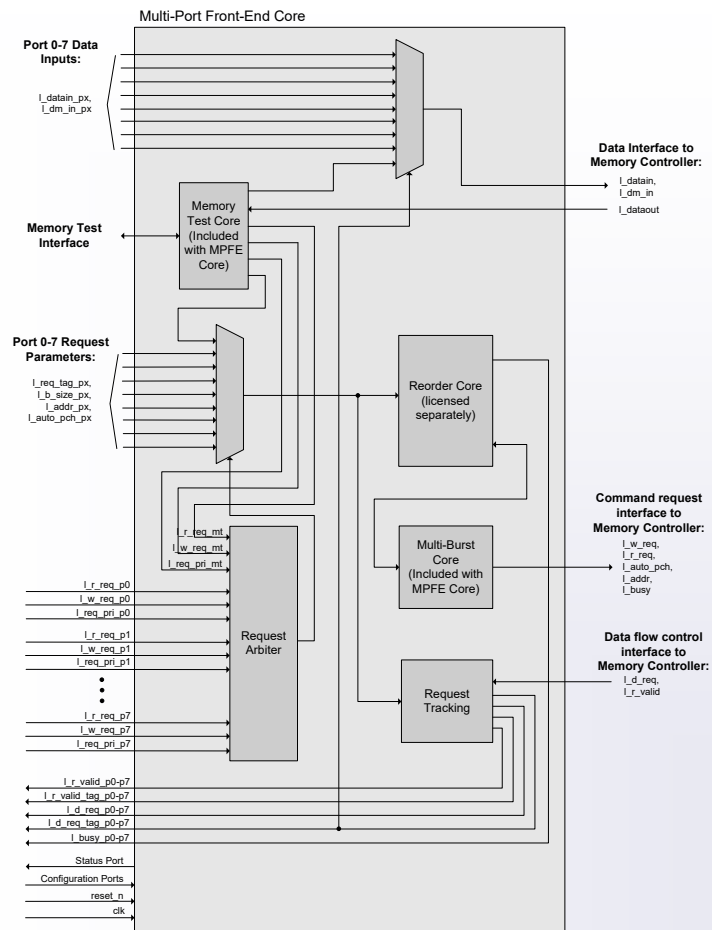 Multi-Port Front-End Core
Port 0-7 Data
Inputs:
l_datain_px,
l_dm_in_px
Data Interface to
Memory Controller:
l_datain,
l_dm_in
l_dataout
Memory
Test Core
(Included
with MPFE
Core)
Memory Test
Interface
Port 0-7 Request
Parameters:
l_req_tag_px,
l_b_size_px,
l_addr_px,
l_auto_pch_px
Reorder Core
(licensed
separately)
Command request
interface to
Memory Controller:
l_w_req,
l_r_req,
l_auto_pch,
l_addr,
l_busy
Multi-Burst
Core
(Included with
MPFE Core)
l_r_req_mt
l_w_req_mt
l_req_pri_mt
l_r_req_p0
l_w_req_p0
l_req_pri_p0
l_r_req_p1
l_w_req_p1
l_req_pri_p1
Request
Arbiter
l_r_req_p7
l_w_req_p7
l_req_pri_p7
Data flow control
interface to
Memory Controller:
l_d_req,
l_r_valid
Request
Tracking
l_r_valid_p0-p7
l_r_valid_tag_p0-p7
l_d_req_p0-p7
l_d_req_tag_p0-p7
l_busy_p0-p7
Status Port
Configuration Ports
reset_n
clk